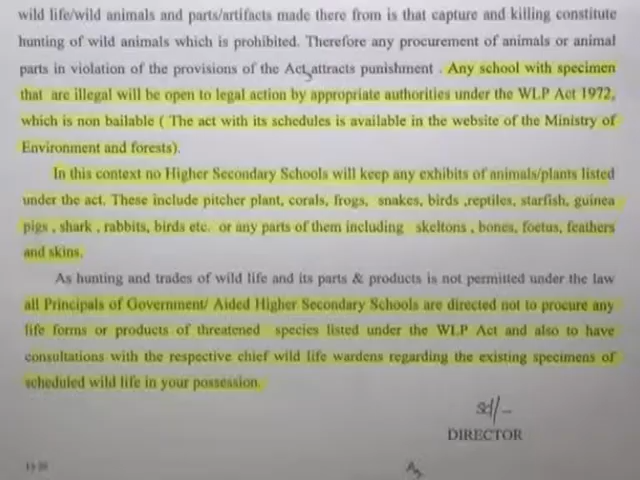 wild life/wild animals and parts/artifacts made there from is that capture and killing constitute
hunting of wild animals which is prohibited. Therefore any procurement of animals or animal
parts in violation of the provisions of the Act attracts punishment . Any school with specimen
that are illegal will be open to legal action by appropriate authorities under the WLP Act 1972,
which is non bailable ( The act with its schedules is available in the website of the Ministry of
Environment and forests).
In this context no Higher Secondary Schools will keep any exhibits of animals/plants listed
under the act. These include pitcher plant, corals, frogs, snakes, birds ,reptiles, starfish, guinea
pigs , shark , rabbits, birds etc. or any parts of them including skeltons , bones, foetus, feathers
and skins.
As hunting and trades of wild life and its parts & products is not permitted under the law
all Principals of Government/ Aided Higher Secondary Schools are directed not to procure any
life forms or products of threatened species listed under the WLP Act and also to have
consultations with the respective chief wild life wardens regarding the existing specimens of
scheduled wild life in your possession.
sd/-
DIRECTOR